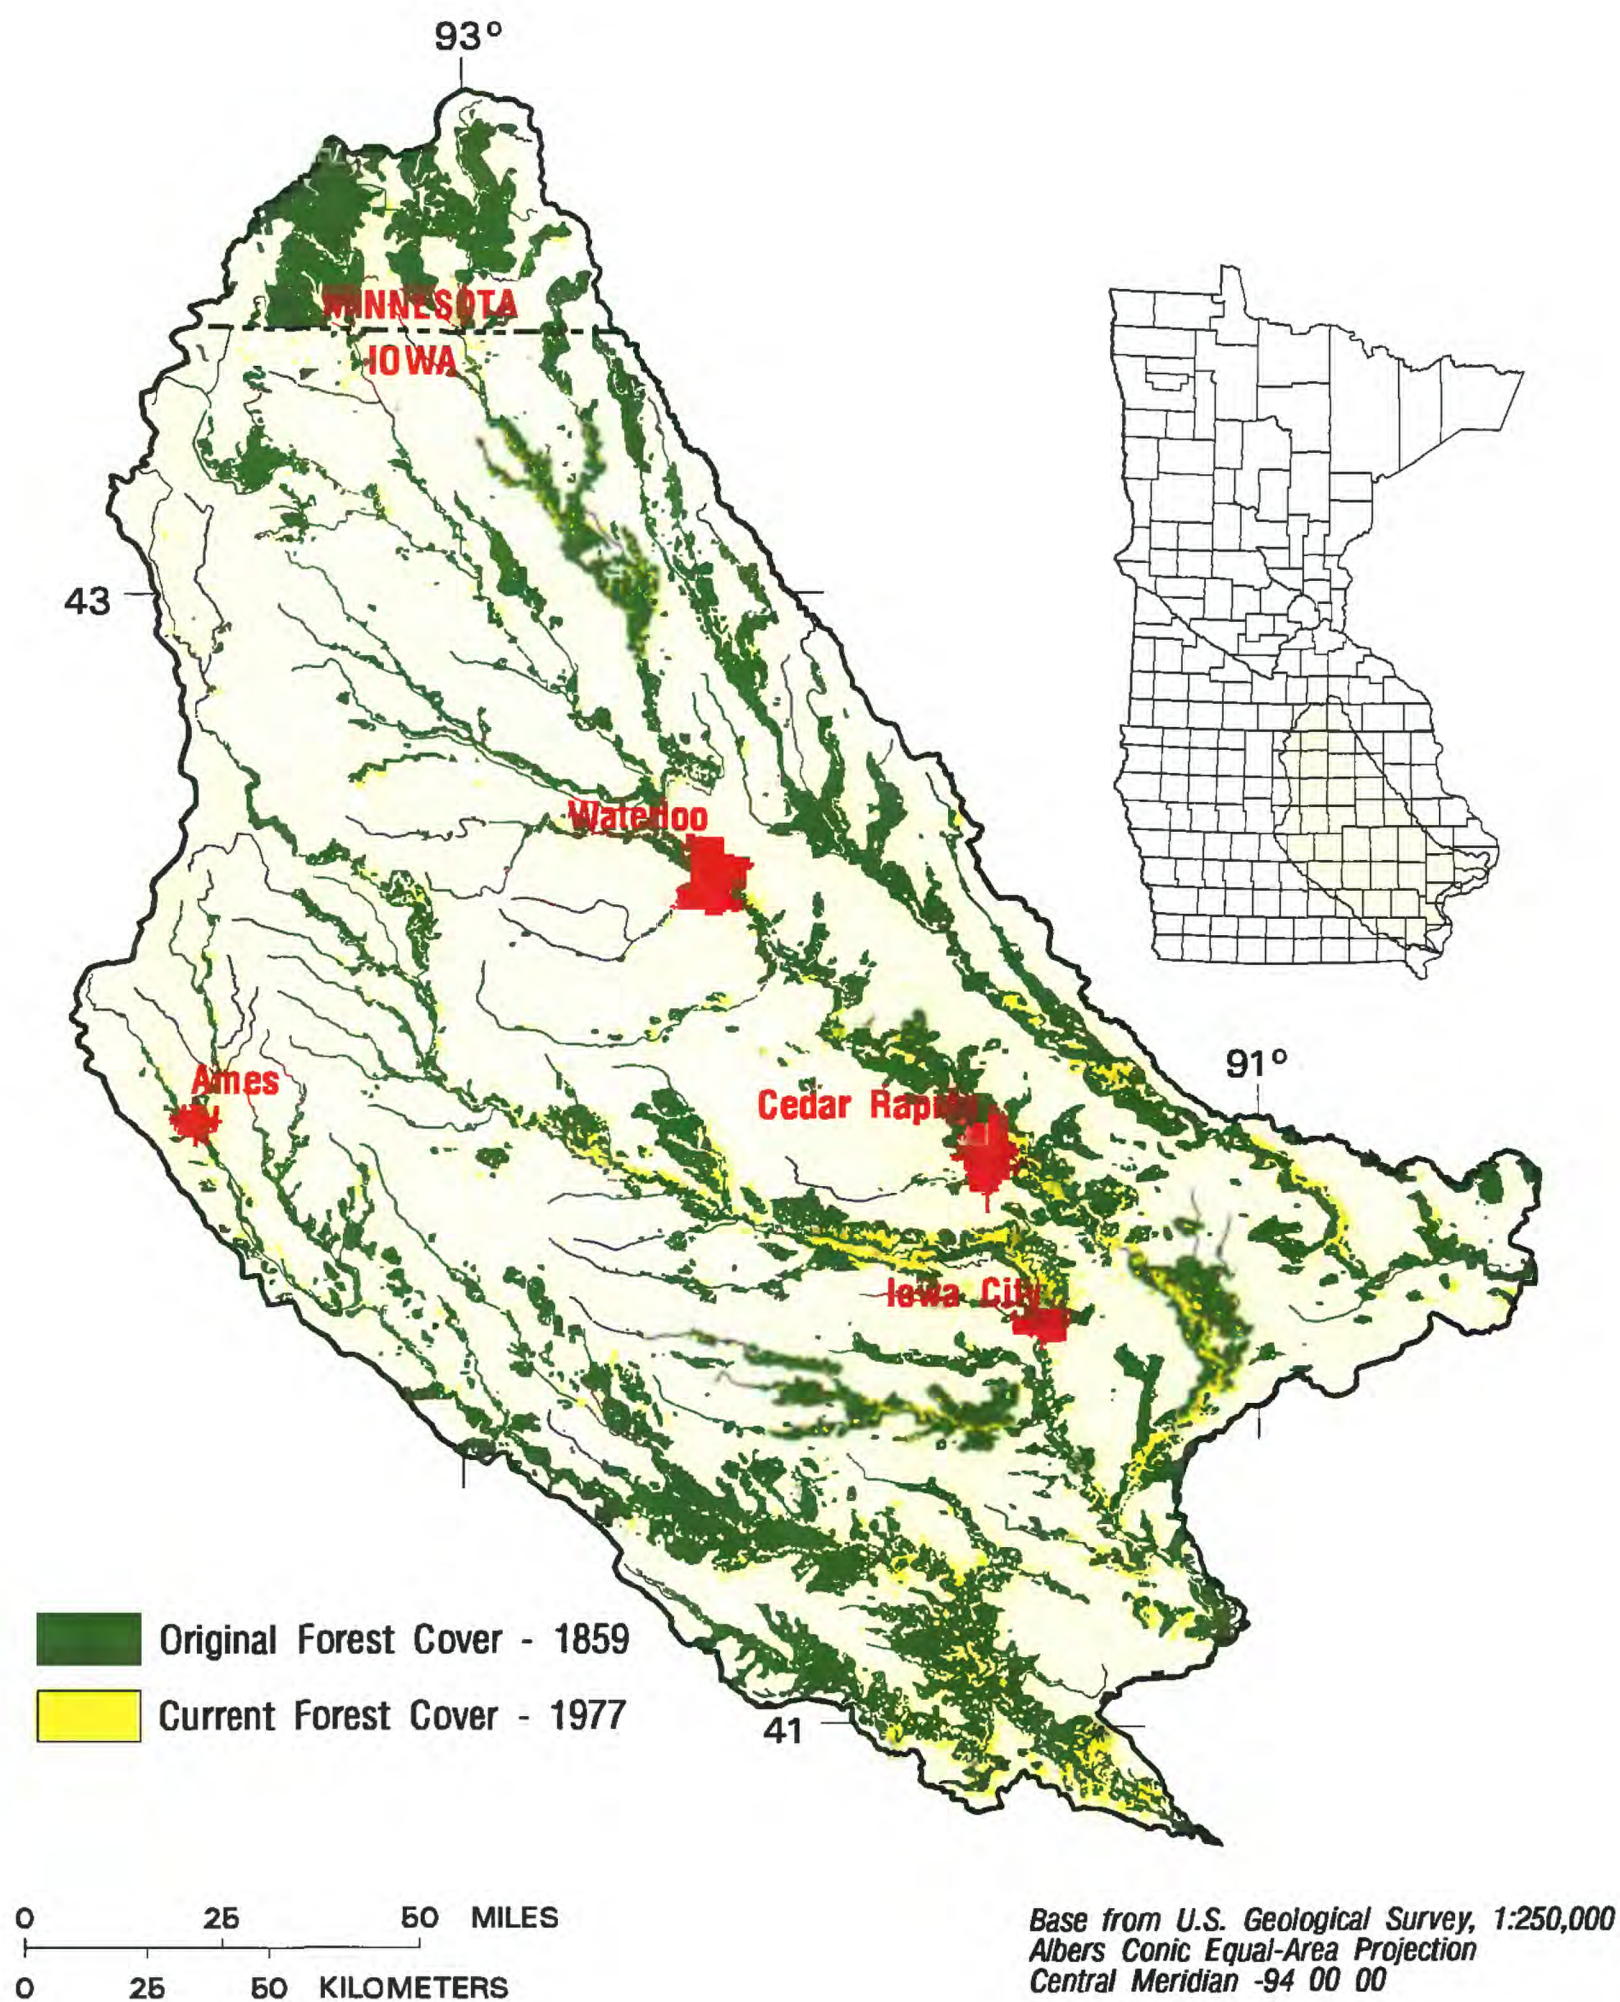 93°
MINNESOTA
IOWA
43
Waterloo
Ames
91°
Cedar Rapids
Iowa City
Original Forest Cover - 1859
Current Forest Cover - 1977
41
0 25 50 MILES
0 25 50 KILOMETERS
Base from U.S. Geological Survey, 1:250,000
Albers Conic Equal-Area Projection
Central Meridian -94 00 00